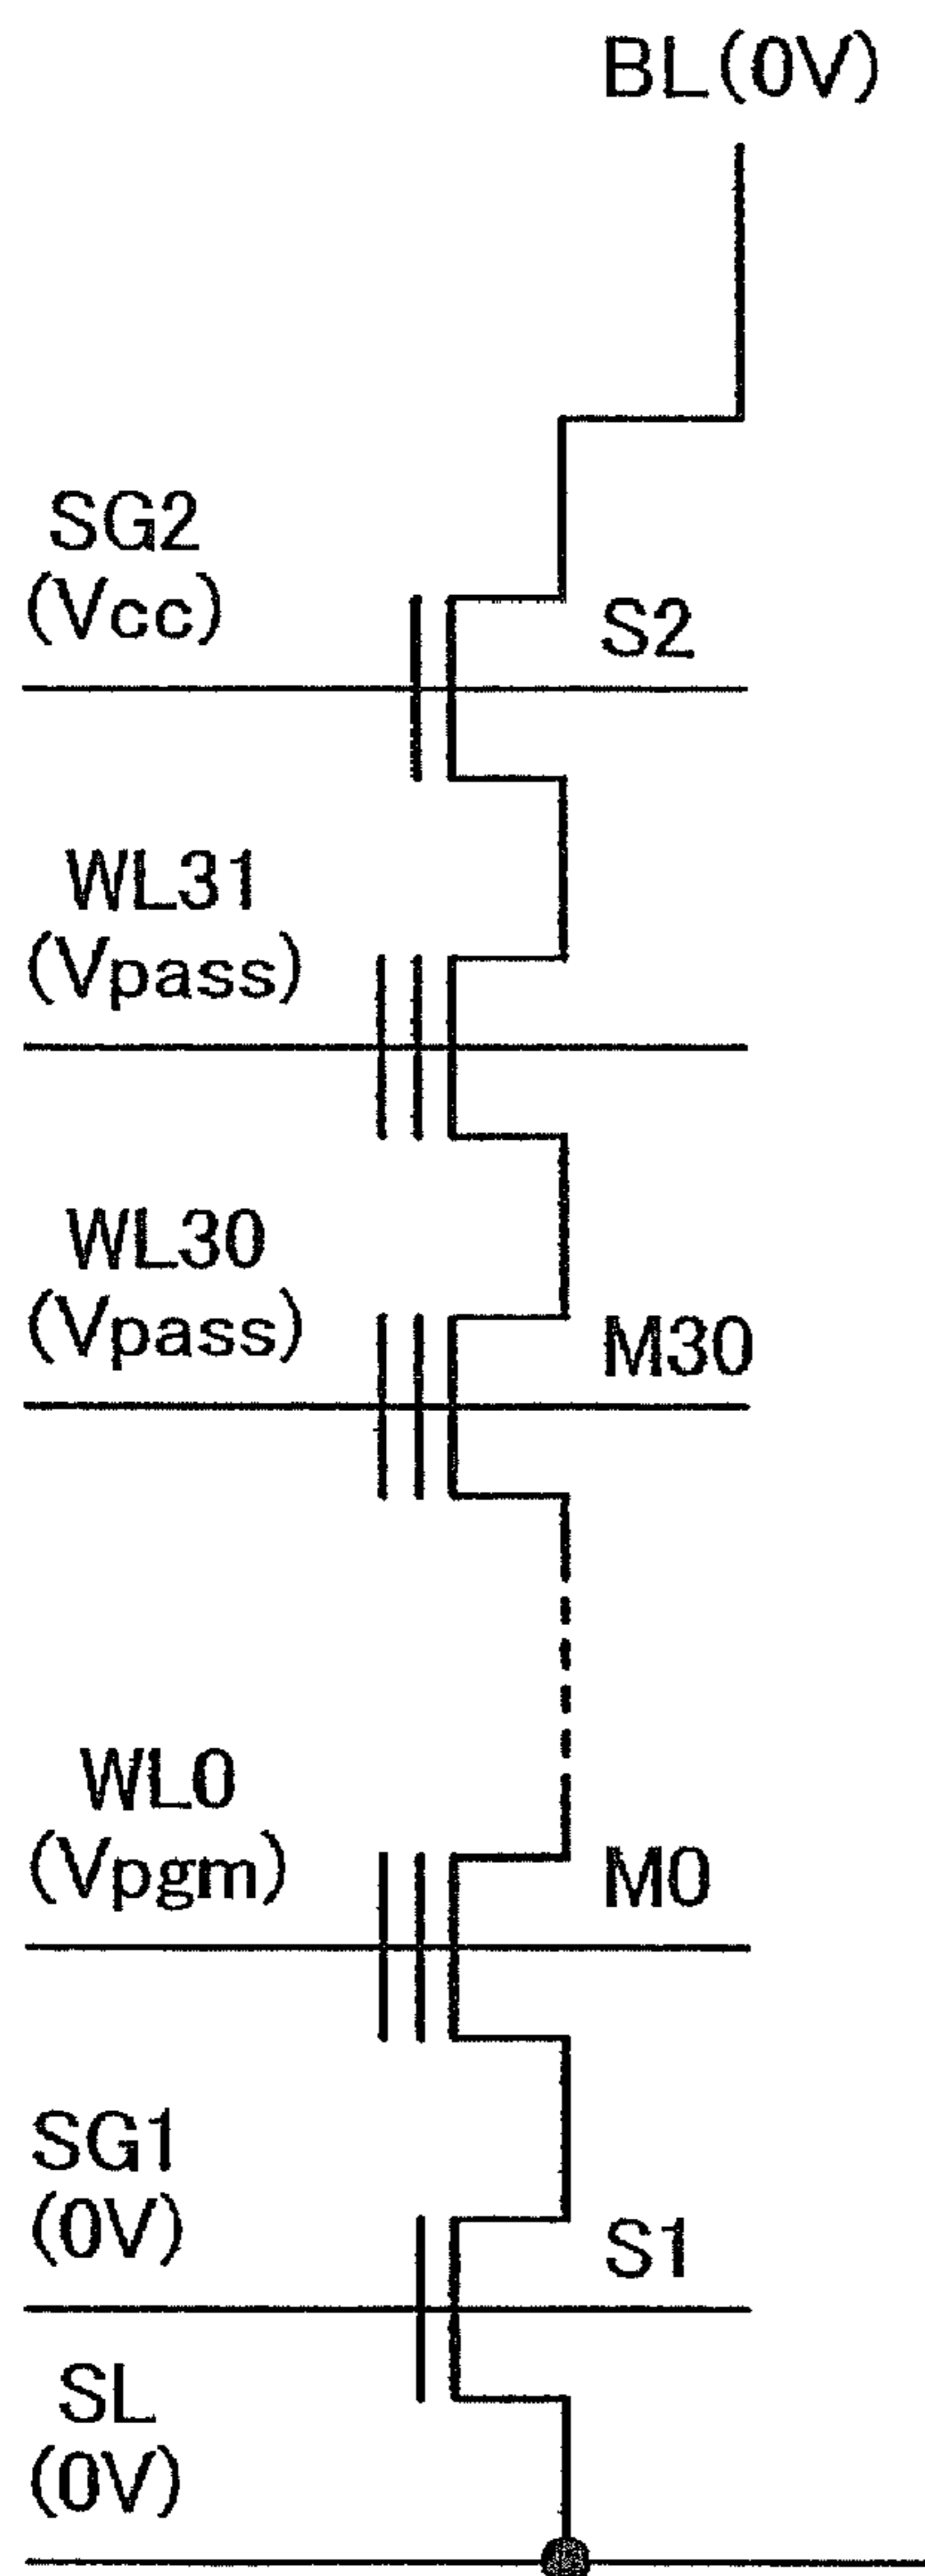 BL(0V)
SG2
(Vcc)
S2
WL31
(Vpass)
WL30
(Vpass)
M30
WL0
(Vpgm)
M0
SG1
(0V)
S1
SL
(0V)